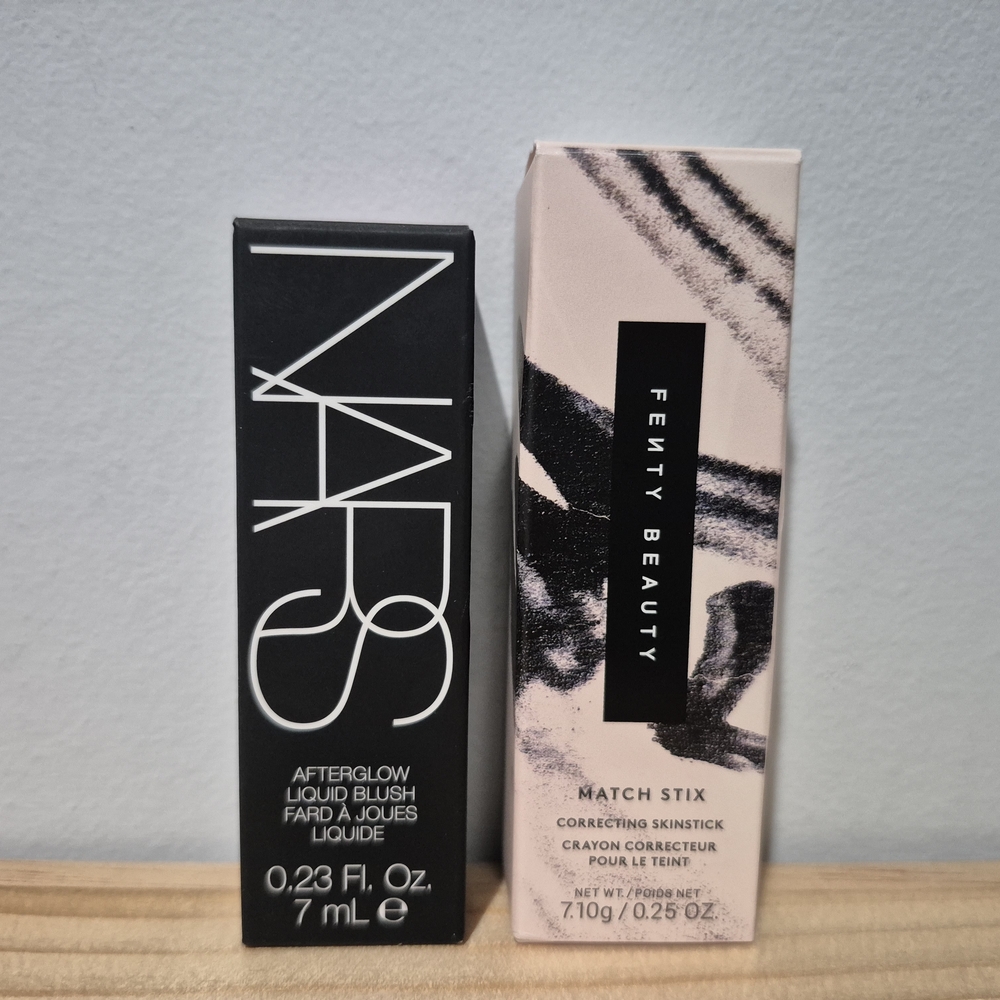 NARS
AFTERGLOW
LIQUID BLUSH
FARD À JOUES
LIQUIDE
0.23 Fl. Oz.
7 mL ℮
FENTY BEAUTY
MATCH STIX
CORRECTING SKINSTICK
CRAYON CORRECTEUR
POUR LE TEINT
NET WT. / POIDS NET
7.10g / 0.25 OZ.